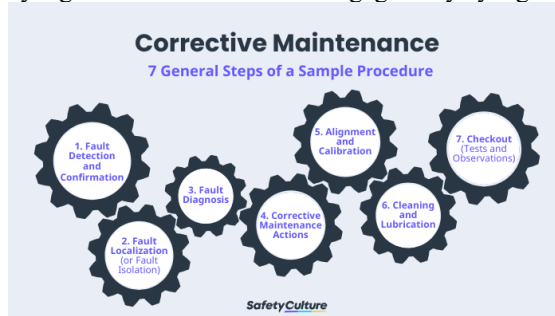 Corrective Maintenance
7 General Steps of a Sample Procedure
1. Fault
Detection
and
Confirmation
2. Fault
Localization
(or Fault
Isolation)
3. Fault
Diagnosis
4. Corrective
Maintenance
Actions
5. Alignment
and
Calibration
6. Cleaning
and
Lubrication
7. Checkout
(Tests and
Observations)
SafetyCulture